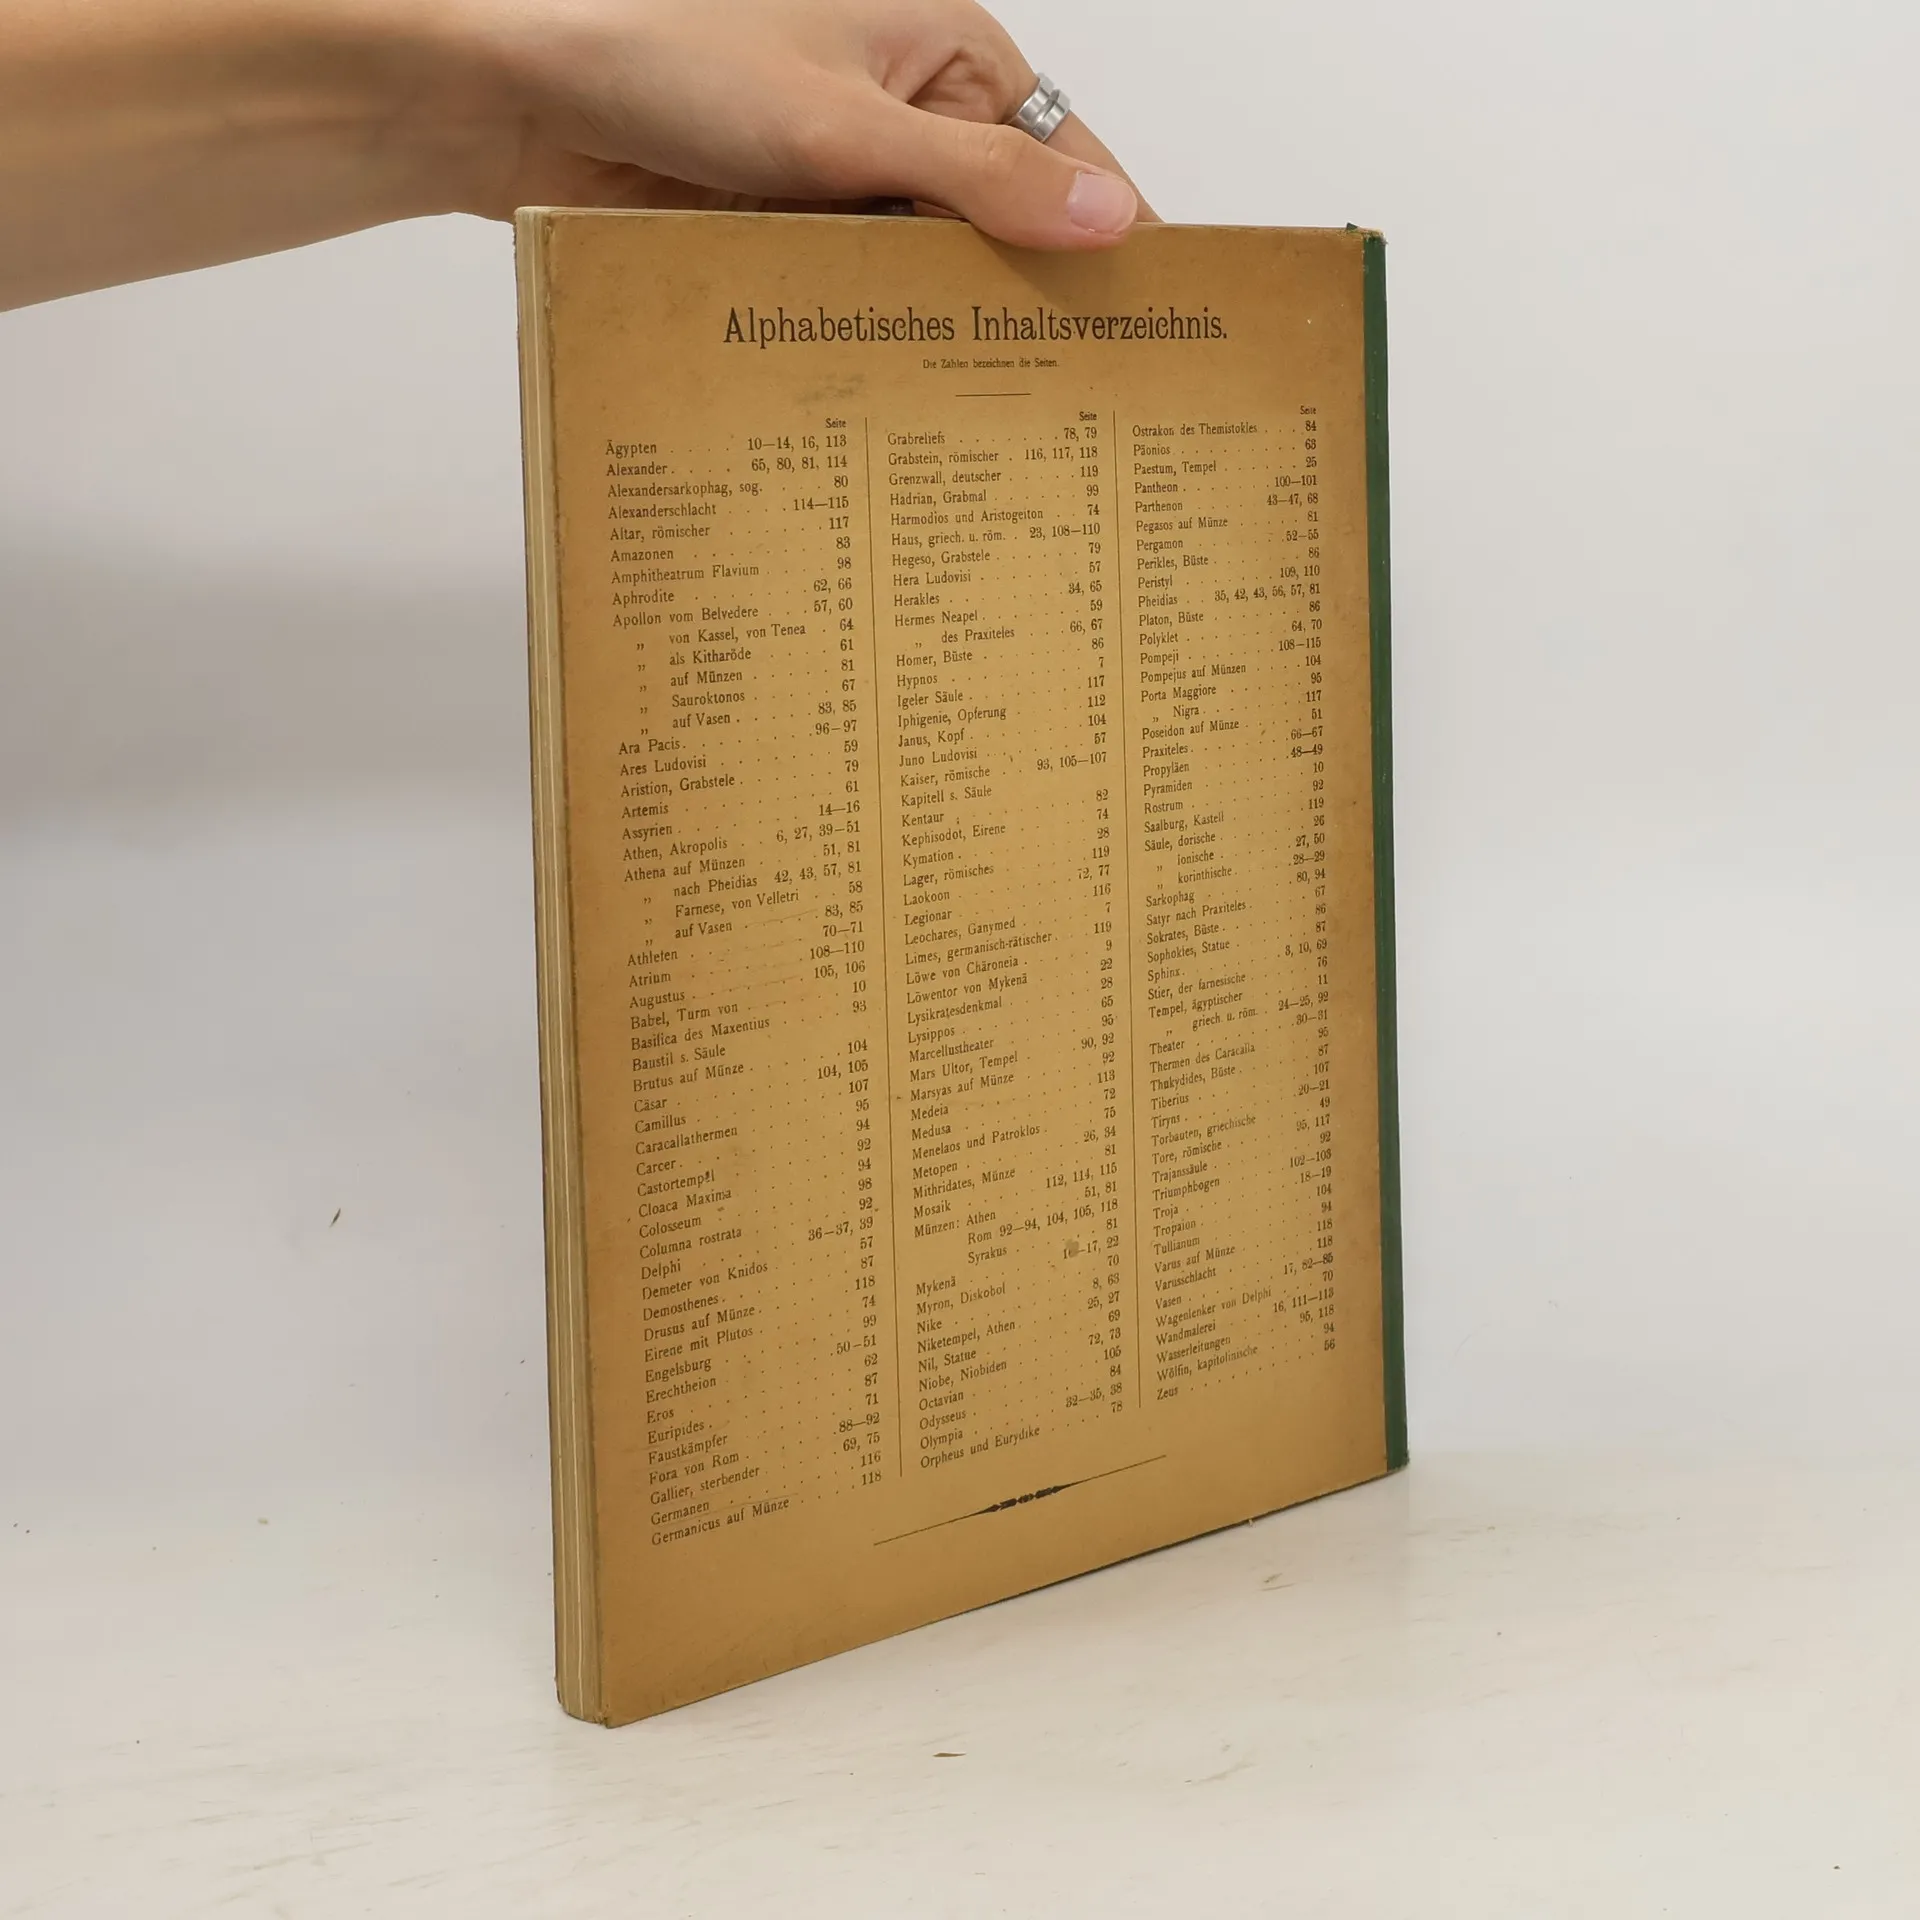 Alphabetisches Inhaltsverzeichnis.
Die Zahlen bezeichnen die Seiten.
Seite
Ägypten . . . . 10—14, 16, 113
Alexander . . . . 65, 80, 81, 114
Alexandersarkophag, sog. . . . 80
Alexanderschlacht . . . . 114—115
Altar, römischer . . . . . 117
Amazonen . . . . . . . . 83
Amphitheatrum Flavium . . . . 98
Aphrodite . . . . . . . 62, 66
Apollon vom Belvedere . . . 57, 60
„ von Kassel, von Tenea . 64
„ als Kitharöde . . . . 61
„ auf Münzen . . . . . 81
„ Sauroktonos . . . . . 67
„ auf Vasen . . . . . 83, 85
Ara Pacis . . . . . . . 96—97
Ares Ludovisi . . . . . . 59
Aristion, Grabstele . . . . . 79
Artemis . . . . . . . . 61
Assyrien . . . . . . . 14—16
Athen, Akropolis . . 6, 27, 39—51
Athena auf Münzen . . . . 51, 81
„ nach Pheidias 42, 43, 57, 81
„ Farnese, von Velletri . . 58
„ auf Vasen . . . . . 83, 85
Athleten . . . . . . . 70—71
Atrium . . . . . . . 108—110
Augustus . . . . . . . 105, 106
Babel, Turm von . . . . . . 10
Basilica des Maxentius . . . . 93
Baustil s. Säule
Brutus auf Münze . . . . . 104
Cäsar . . . . . . . 104, 105
Camillus . . . . . . . . 107
Caracallathermen . . . . . . 95
Carcer . . . . . . . . . 94
Castortempel . . . . . . . 92
Cloaca Maxima . . . . . . 94
Colosseum . . . . . . . . 98
Columna rostrata . . . . . . 92
Delphi . . . . . . 36—37, 39
Demeter von Knidos . . . . . 57
Demosthenes . . . . . . . 87
Drusus auf Münze . . . . . 118
Eirene mit Plutos . . . . . . 74
Engelsburg . . . . . . . . 99
Erechtheion . . . . . . 50—51
Eros . . . . . . . . . . 62
Euripides . . . . . . . . 87
Faustkämpfer . . . . . . . 71
Fora von Rom . . . . . . 88—92
Gallier, sterbender . . . . 69, 75
Germanen . . . . . . . . 116
Germanicus auf Münze . . . . 118
Seite
Grabreliefs . . . . . . . 78, 79
Grabstein, römischer . 116, 117, 118
Grenzwall, deutscher . . . . . 119
Hadrian, Grabmal . . . . . . 99
Harmodios und Aristogeiton . . 74
Haus, griech. u. röm. . 23, 108—110
Hegeso, Grabstele . . . . . . 79
Hera Ludovisi . . . . . . . 57
Herakles . . . . . . . 34, 65
Hermes Neapel . . . . . . . 59
„ des Praxiteles . . . 66, 67
Homer, Büste . . . . . . . 86
Hypnos . . . . . . . . . 7
Igeler Säule . . . . . . . 117
Iphigenie, Opferung . . . . . 112
Janus, Kopf . . . . . . . 104
Juno Ludovisi . . . . . . . 57
Kaiser, römische . . 93, 105—107
Kapitell s. Säule
Kentaur . . . . . . . . 82
Kephisodot, Eirene . . . . . 74
Kymation . . . . . . . . 28
Lager, römisches . . . . . . 119
Laokoon . . . . . . . 72, 77
Legionar . . . . . . . . 116
Leochares, Ganymed . . . . . 7
Limes, germanisch-rätischer . . . 119
Löwe von Chäroneia . . . . . 9
Löwentor von Mykenä . . . . 22
Lysikratesdenkmal . . . . . 28
Lysippos . . . . . . . . 65
Marcellustheater . . . . . . 95
Mars Ultor, Tempel . . . . 90, 92
Marsyas auf Münze . . . . . 92
Medeia . . . . . . . . . 113
Medusa . . . . . . . . . 72
Menelaos und Patroklos . . . . 75
Metopen . . . . . . . 26, 34
Mithridates, Münze . . . . . 81
Mosaik . . . . . 112, 114, 115
Münzen: Athen . . . . . 51, 81
Rom 92—94, 104, 105, 118
Syrakus . . . . . . 81
Mykenä . . . . . . —17, 22
Myron, Diskobol . . . . . . 70
Nike . . . . . . . . 8, 63
Niketempel, Athen . . . . 25, 27
Nil, Statue . . . . . . . . 69
Niobe, Niobiden . . . . . 72, 73
Octavian . . . . . . . . 105
Odysseus . . . . . . . . 84
Olympia . . . . . . 32—35, 38
Orpheus und Eurydike . . . . 78
Seite
Ostrakon des Themistokles . . . 84
Päonios . . . . . . . . . 63
Paestum, Tempel . . . . . . 25
Pantheon . . . . . . . 100—101
Parthenon . . . . . . 43—47, 68
Pegasos auf Münze . . . . . 81
Pergamon . . . . . . . 52—55
Perikles, Büste . . . . . . . 86
Peristyl . . . . . . . 109, 110
Pheidias . . 35, 42, 43, 56, 57, 81
Platon, Büste . . . . . . . 86
Polyklet . . . . . . . 64, 70
Pompeji . . . . . . . 108—115
Pompejus auf Münzen . . . . 104
Porta Maggiore . . . . . . 95
„ Nigra . . . . . . . 117
Poseidon auf Münze . . . . . 51
Praxiteles . . . . . . . 66—67
Propyläen . . . . . . . 48—49
Pyramiden . . . . . . . . 10
Rostrum . . . . . . . . 92
Saalburg, Kastell . . . . . . 119
Säule, dorische . . . . . . . 26
„ ionische . . . . . 27, 50
„ korinthische . . . . 28—29
Sarkophag . . . . . . . 80, 94
Satyr nach Praxiteles . . . . . 67
Sokrates, Büste . . . . . . . 86
Sophokles, Statue . . . . . . 87
Sphinx . . . . . . . 3, 10, 69
Stier, der farnesische . . . . . 76
Tempel, ägyptischer . . . . . 11
„ griech. u. röm. . 24—25, 92
Theater . . . . . . . . 30—31
Thermen des Caracalla . . . . 95
Thukydides, Büste . . . . . . 87
Tiberius . . . . . . . . 107
Tiryns . . . . . . . . 20—21
Torbauten, griechische . . . . 49
Tore, römische . . . . . 95, 117
Trajanssäule . . . . . . . 92
Triumphbogen . . . . . 102—103
Troja . . . . . . . . 18—19
Tropaion . . . . . . . . 104
Tullianum . . . . . . . . 94
Varus auf Münze . . . . . . 118
Varusschlacht . . . . . . . 118
Vasen . . . . . . . 17, 82—85
Wagenlenker von Delphi . . . . 70
Wandmalerei . . . . 16, 111—113
Wasserleitungen . . . . . 95, 118
Wölfin, kapitolinische . . . . . 94
Zeus . . . . . . . . . . 56